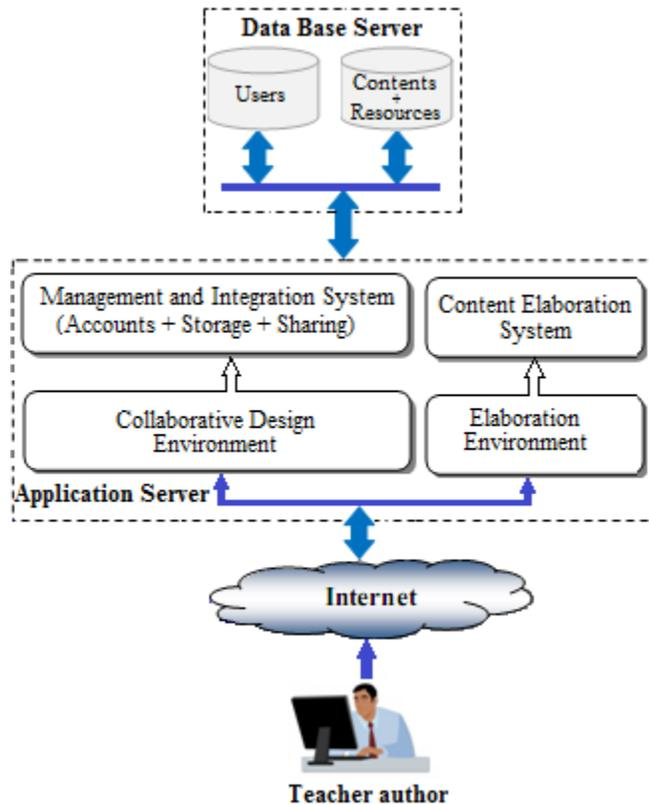 Data Base Server
Users
Contents
+
Resources
Management and Integration System
(Accounts + Storage + Sharing)
Content Elaboration
System
Collaborative Design
Environment
Elaboration
Environment
Application Server
Internet
Teacher author